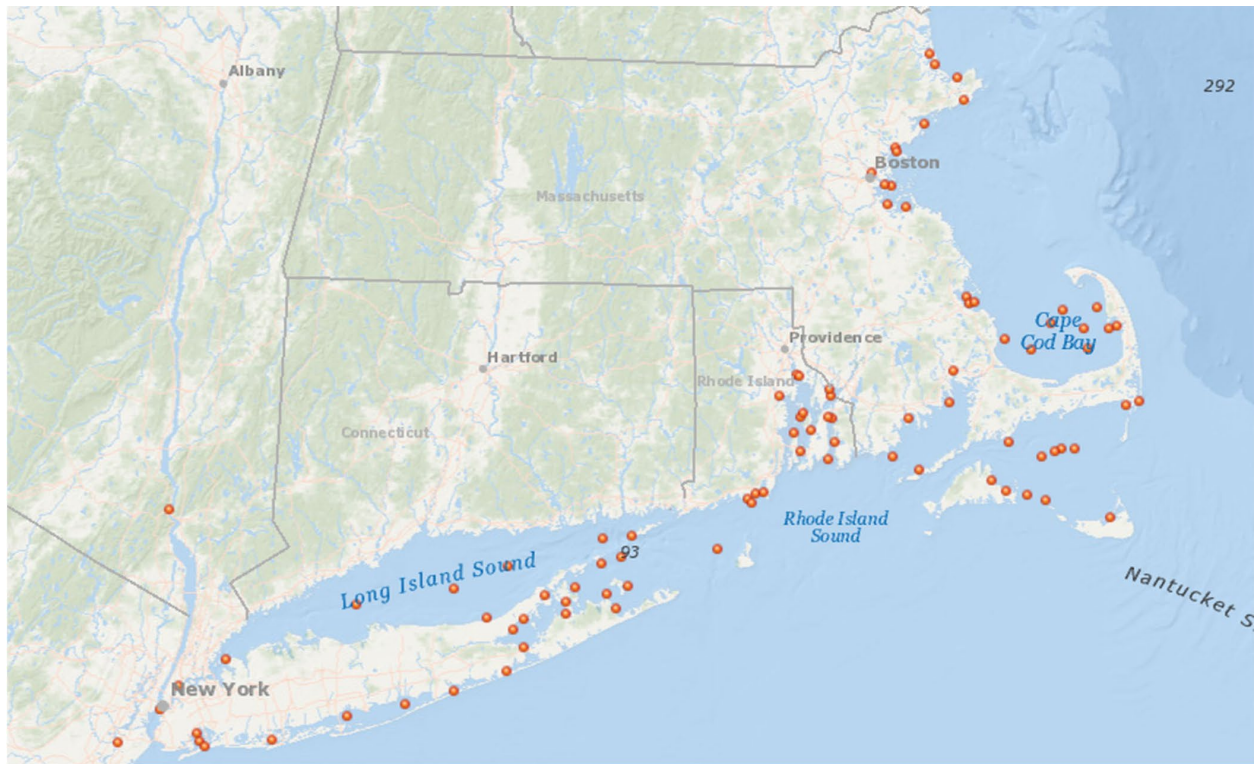 Albany
292
Boston
Massachusetts
Cape
Cod Bay
Providence
Hartford
Rhode Island
Connecticut
Rhode Island
Sound
93
Long Island Sound
Nantucket S
New York